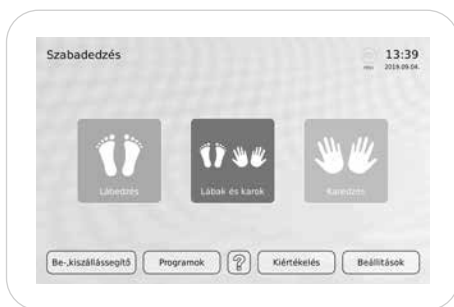 Szabadedzés
13:39
2019.09.04.
Lábedzés
Lábak és karok
Karedzés
Be-,kiszállássegítő
Programok
?
Kiértékelés
Beállítások